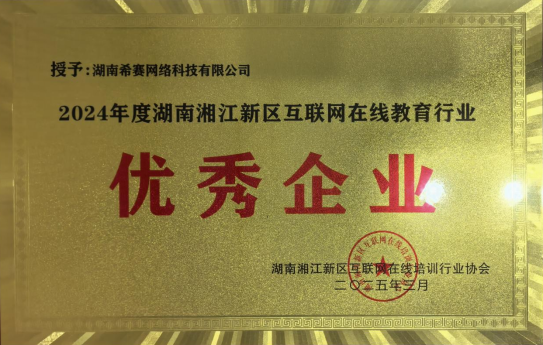 授予：湖南希赛网络科技有限公司
2024年度湖南湘江新区互联网在线教育行业
优秀企业
湖南湘江新区互联网在线培训行业协会
二〇二五年三月